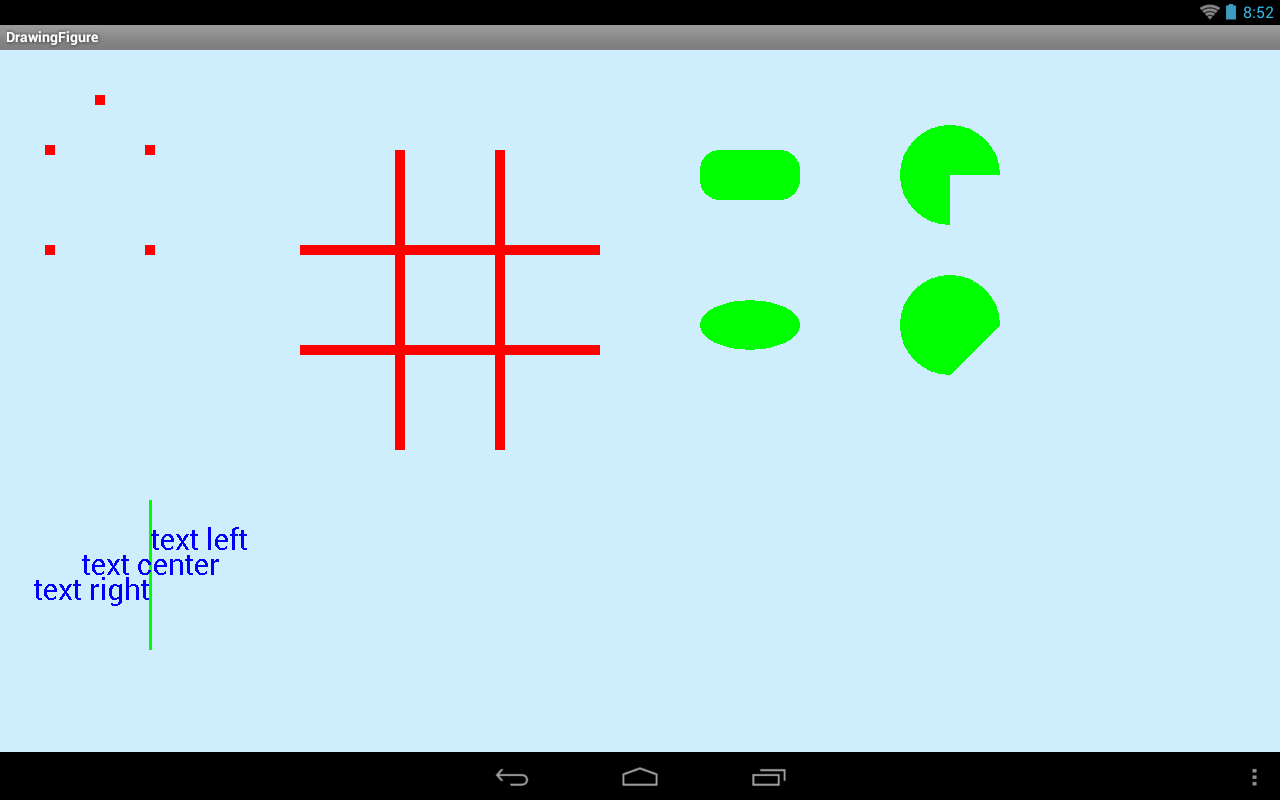 8:52
DrawingFigure
text left
text center
text right